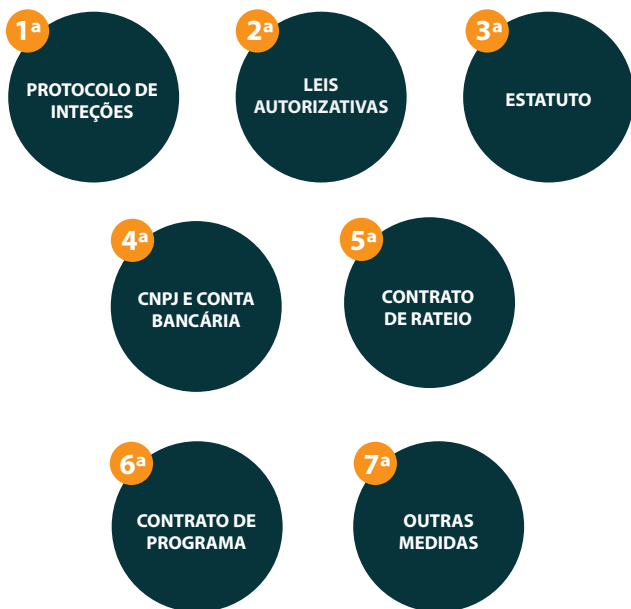 1ª
PROTOCOLO DE
INTEÇÕES
2ª
LEIS
AUTORIZATIVAS
3ª
ESTATUTO
4ª
CNPJ E CONTA
BANCÁRIA
5ª
CONTRATO
DE RATEIO
6ª
CONTRATO DE
PROGRAMA
7ª
OUTRAS
MEDIDAS